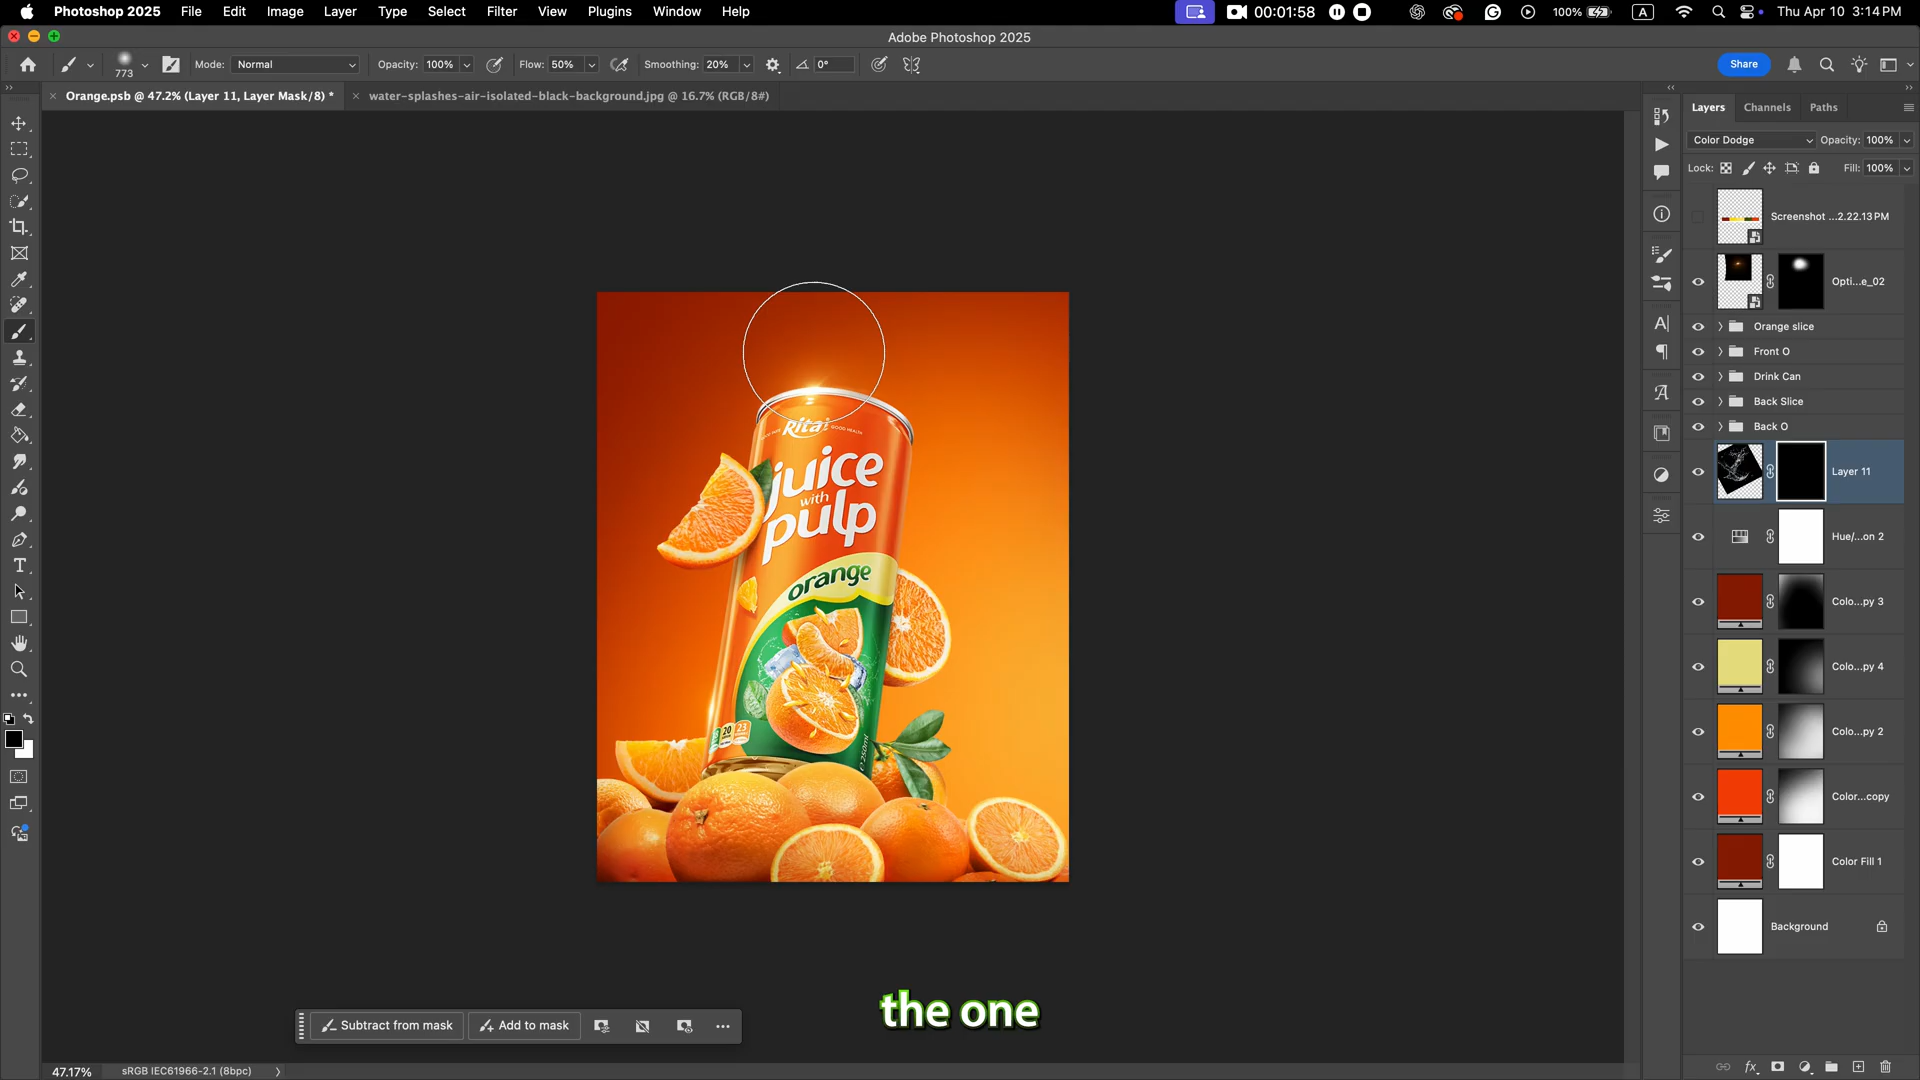 Photoshop 2025 File Edit Image Layer Type Select Filter View Plugins Window Help 00:01:58 100% A Thu Apr 10 3:14 PM
Adobe Photoshop 2025
773 Mode: Normal Opacity: 100% Flow: 50% Smoothing: 20% 0° Share
Orange.psb @ 47.2% (Layer 11, Layer Mask/8) * water-splashes-air-isolated-black-background.jpg @ 16.7% (RGB/8#)
Layers Channels Paths
Color Dodge Opacity: 100%
Lock: Fill: 100%
Screenshot ...2.22.13 PM
Opti...e_02
Orange slice
Front O
Drink Can
Back Slice
Back O
Layer 11
Hue/...on 2
Colo...py 3
Colo...py 4
Colo...py 2
Color...copy
Color Fill 1
Background
Rita
GOOD HEALTH
juice
with
pulp
orange
20 23
℮ 250ml
the one
Subtract from mask Add to mask
47.17% sRGB IEC61966-2.1 (8bpc)